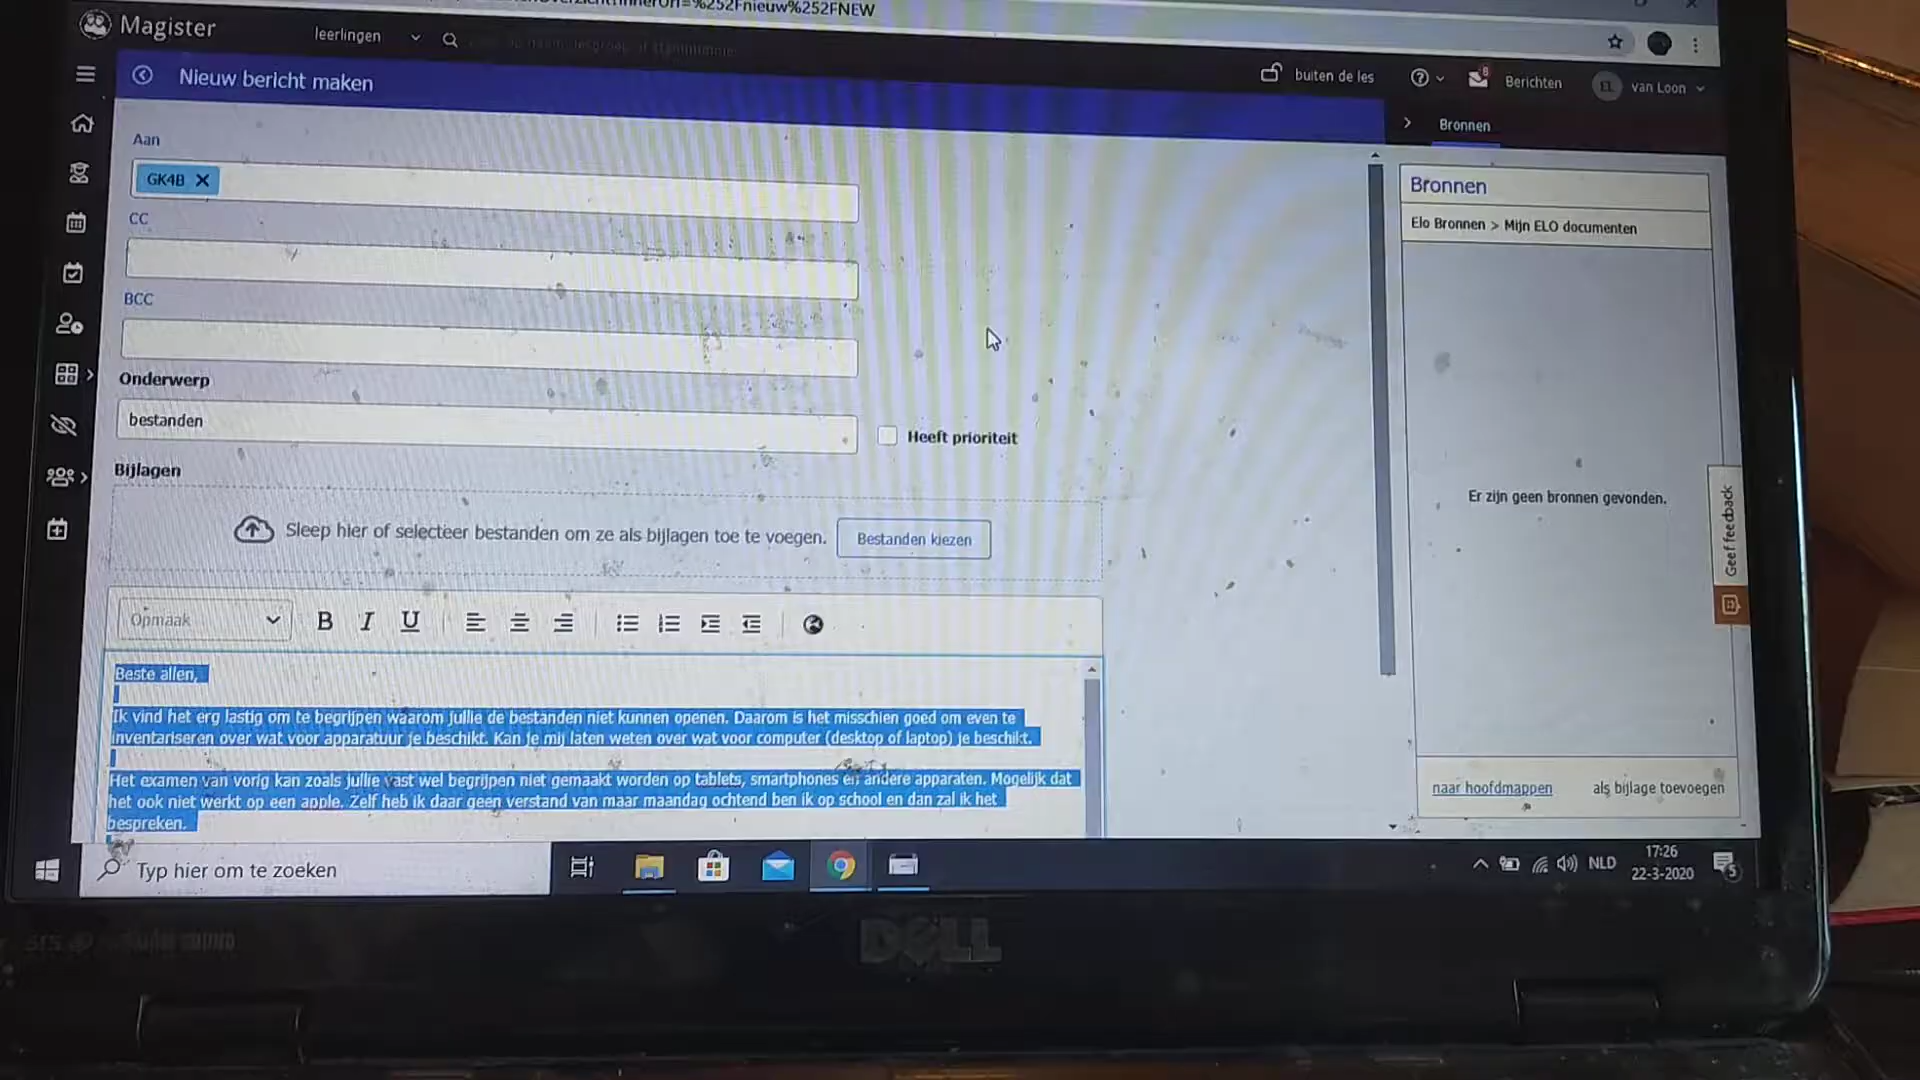 %252Fnieuw%252FNEW
Magister
leerlingen
buiten de les
8
Berichten
EL
van Loon
Nieuw bericht maken
Bronnen
Aan
GK4B
CC
BCC
Onderwerp
bestanden
Heeft prioriteit
Bijlagen
Sleep hier of selecteer bestanden om ze als bijlagen toe te voegen.
Bestanden kiezen
Opmaak
B I U
Beste allen,
Ik vind het erg lastig om te begrijpen waarom jullie de bestanden niet kunnen openen. Daarom is het misschien goed om even te
inventariseren over wat voor apparatuur je beschikt. Kan je mij laten weten over wat voor computer (desktop of laptop) je beschikt.
Het examen van vorig kan zoals jullie vast wel begrijpen niet gemaakt worden op tablets, smartphones en andere apparaten. Mogelijk dat
het ook niet werkt op een apple. Zelf heb ik daar geen verstand van maar maandag ochtend ben ik op school en dan zal ik het
bespreken.
Bronnen
Elo Bronnen > Mijn ELO documenten
Er zijn geen bronnen gevonden.
Geef feedback
naar hoofdmappen
als bijlage toevoegen
Typ hier om te zoeken
NLD
17:26
22-3-2020
5
DELL